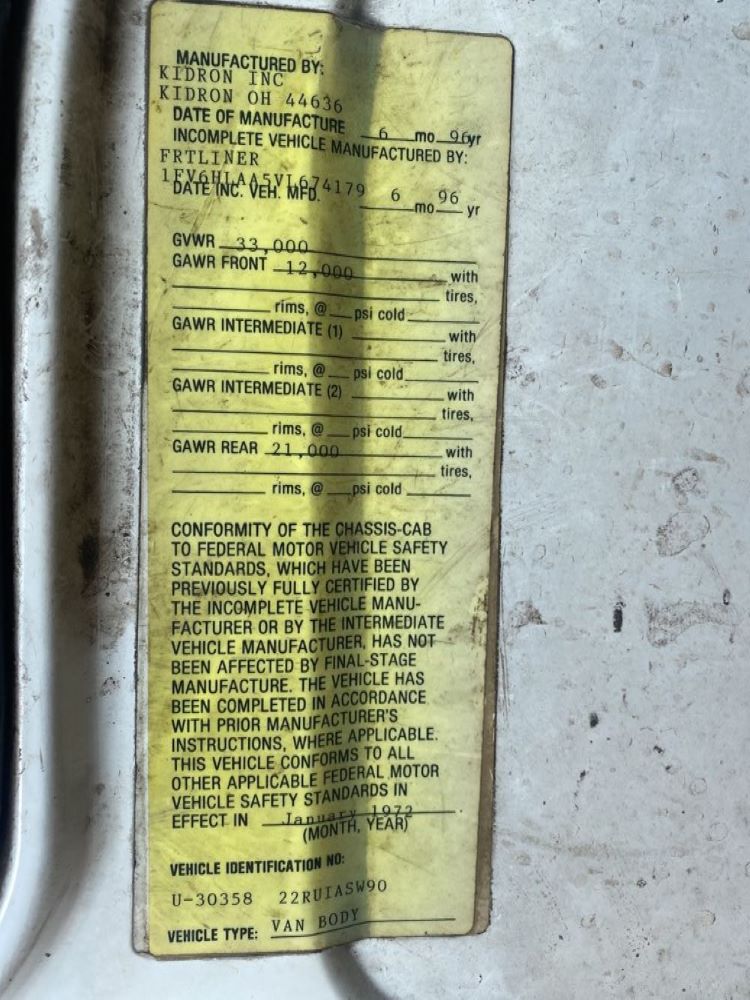 MANUFACTURED BY:
KIDRON INC
KIDRON OH 44636
DATE OF MANUFACTURE 6 mo 96 yr
INCOMPLETE VEHICLE MANUFACTURED BY:
FRTLINER
1FV6HLAA5VL674179
DATE INC. VEH. MFD. 6 mo 96 yr
GVWR 33,000
GAWR FRONT 12,000 with
tires,
rims, @ psi cold
GAWR INTERMEDIATE (1) with
tires,
rims, @ psi cold
GAWR INTERMEDIATE (2) with
tires,
rims, @ psi cold
GAWR REAR 21,000 with
tires,
rims, @ psi cold
CONFORMITY OF THE CHASSIS-CAB
TO FEDERAL MOTOR VEHICLE SAFETY
STANDARDS, WHICH HAVE BEEN
PREVIOUSLY FULLY CERTIFIED BY
THE INCOMPLETE VEHICLE MANU-
FACTURER OR BY THE INTERMEDIATE
VEHICLE MANUFACTURER, HAS NOT
BEEN AFFECTED BY FINAL-STAGE
MANUFACTURE. THE VEHICLE HAS
BEEN COMPLETED IN ACCORDANCE
WITH PRIOR MANUFACTURER'S
INSTRUCTIONS, WHERE APPLICABLE.
THIS VEHICLE CONFORMS TO ALL
OTHER APPLICABLE FEDERAL MOTOR
VEHICLE SAFETY STANDARDS IN
EFFECT IN January 1972
(MONTH, YEAR)
VEHICLE IDENTIFICATION NO:
U-30358 22RUIASW90
VEHICLE TYPE: VAN BODY